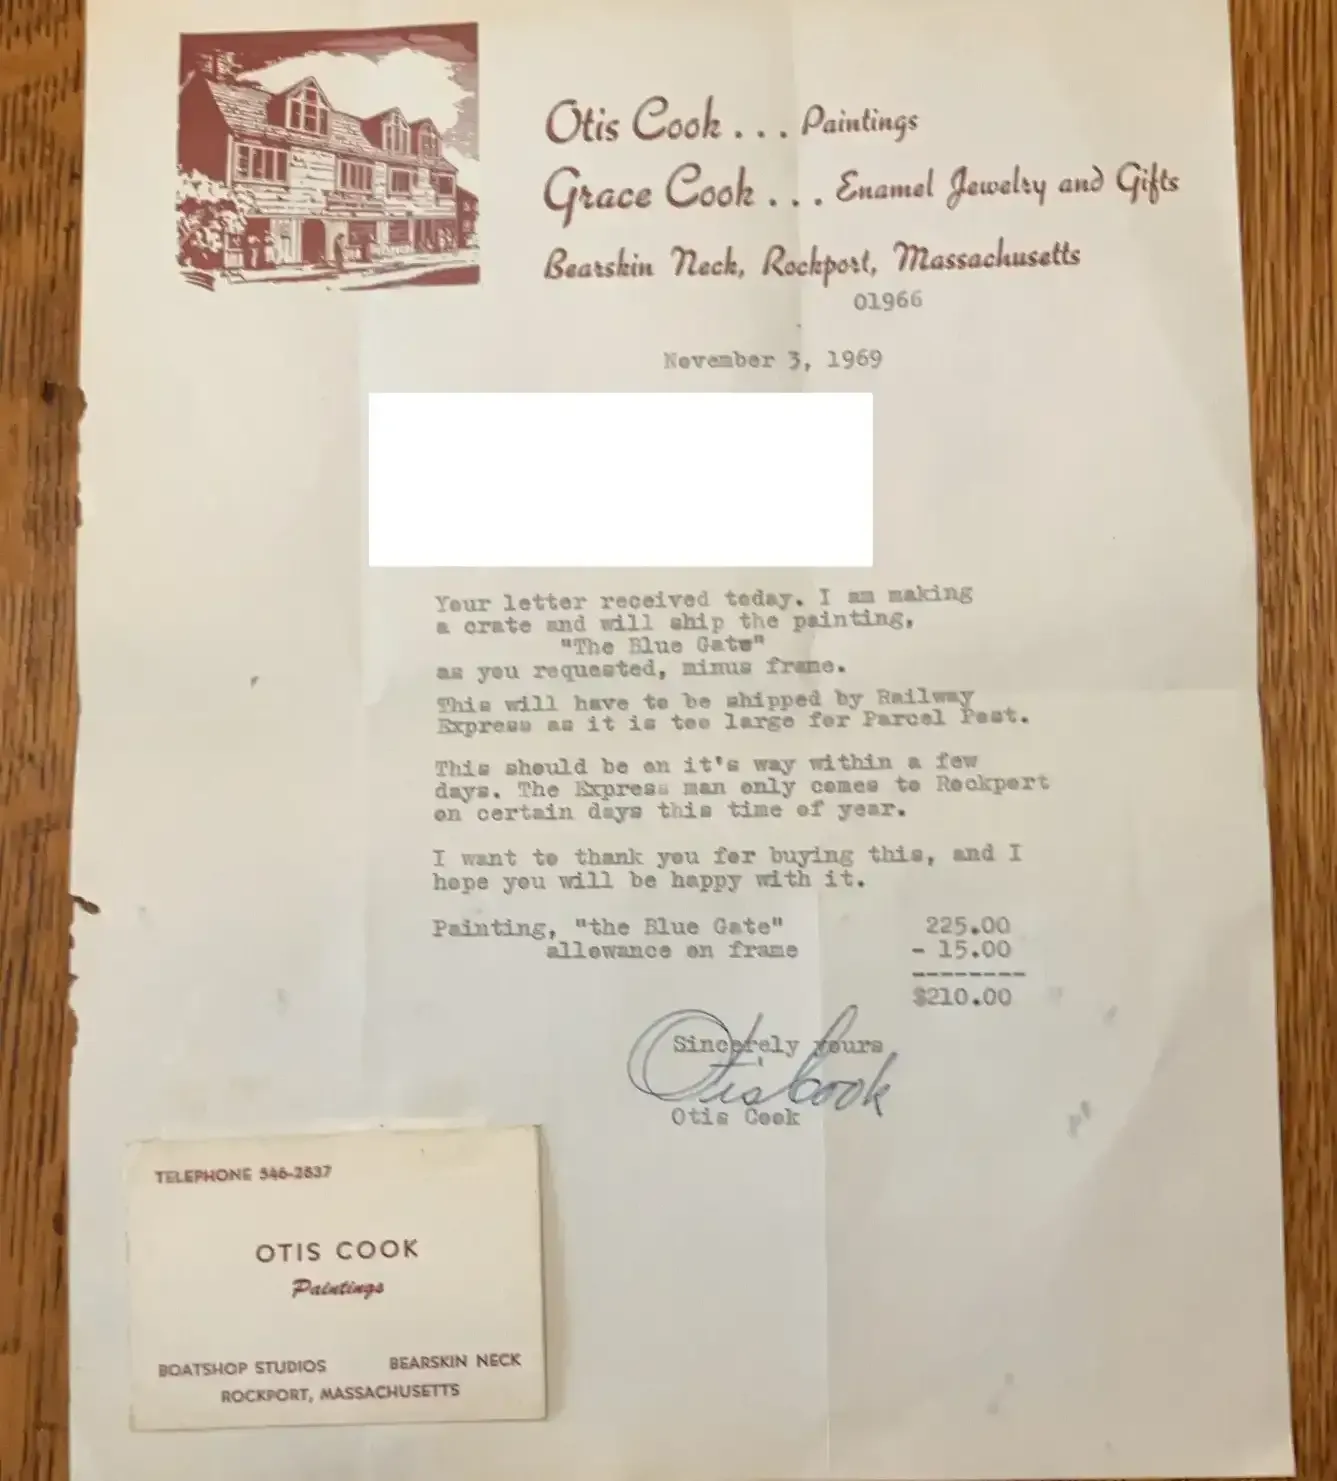 Otis Cook . . . Paintings
Grace Cook . . . Enamel Jewelry and Gifts
Bearskin Neck, Rockport, Massachusetts
01966
November 3, 1969
Your letter received today. I am making
a crate and will ship the painting,
"The Blue Gate"
as you requested, minus frame.
This will have to be shipped by Railway
Express as it is too large for Parcel Post.
This should be on it's way within a few
days. The Express man only comes to Rockport
on certain days this time of year.
I want to thank you for buying this, and I
hope you will be happy with it.
Painting, "the Blue Gate" 225.00
allowance on frame - 15.00
--------
$210.00
Sincerely yours
Otis Cook
Otis Cook
TELEPHONE 546-2837
OTIS COOK
Paintings
BOATSHOP STUDIOS BEARSKIN NECK
ROCKPORT, MASSACHUSETTS